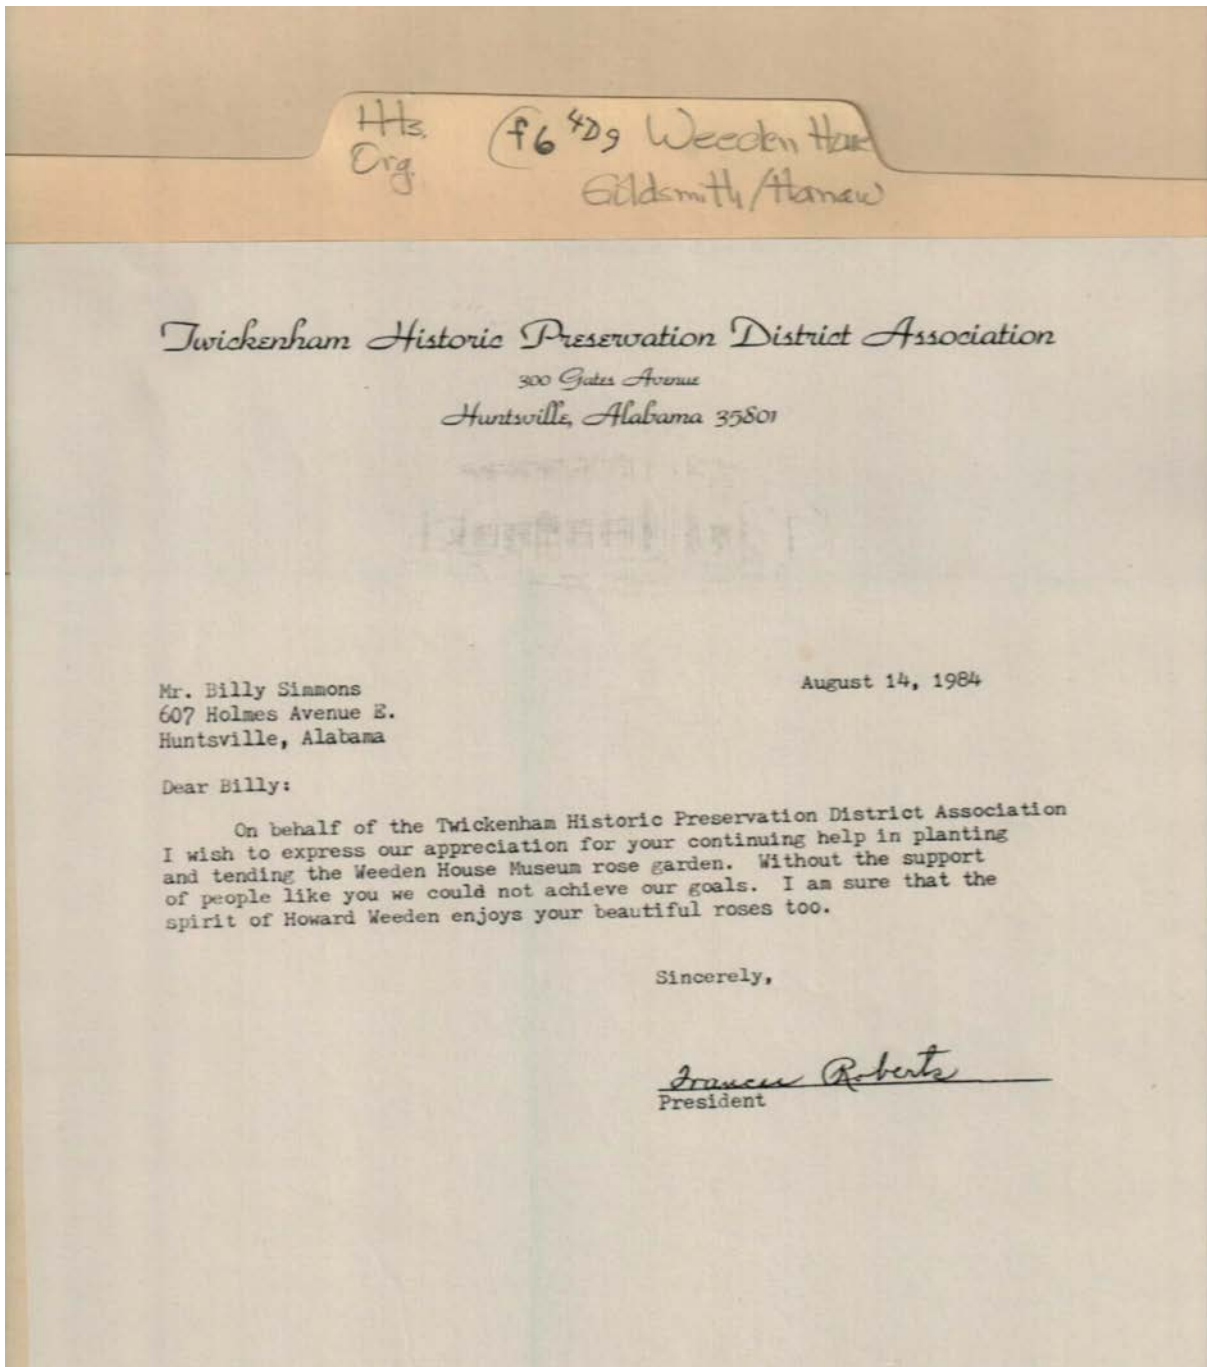 Hts. (f6 4D9 Weeden House
Org. Goldsmith/
Twickenham Historic Preservation District Association
300 Gates Avenue
Huntsville, Alabama 35801
Mr. Billy Simmons August 14, 1984
607 Holmes Avenue E.
Huntsville, Alabama
Dear Billy:
On behalf of the Twickenham Historic Preservation District Association
I wish to express our appreciation for your continuing help in planting
and tending the Weeden House Museum rose garden. Without the support
of people like you we could not achieve our goals. I am sure that the
spirit of Howard Weeden enjoys your beautiful roses too.
Sincerely,
Frances Roberts
President